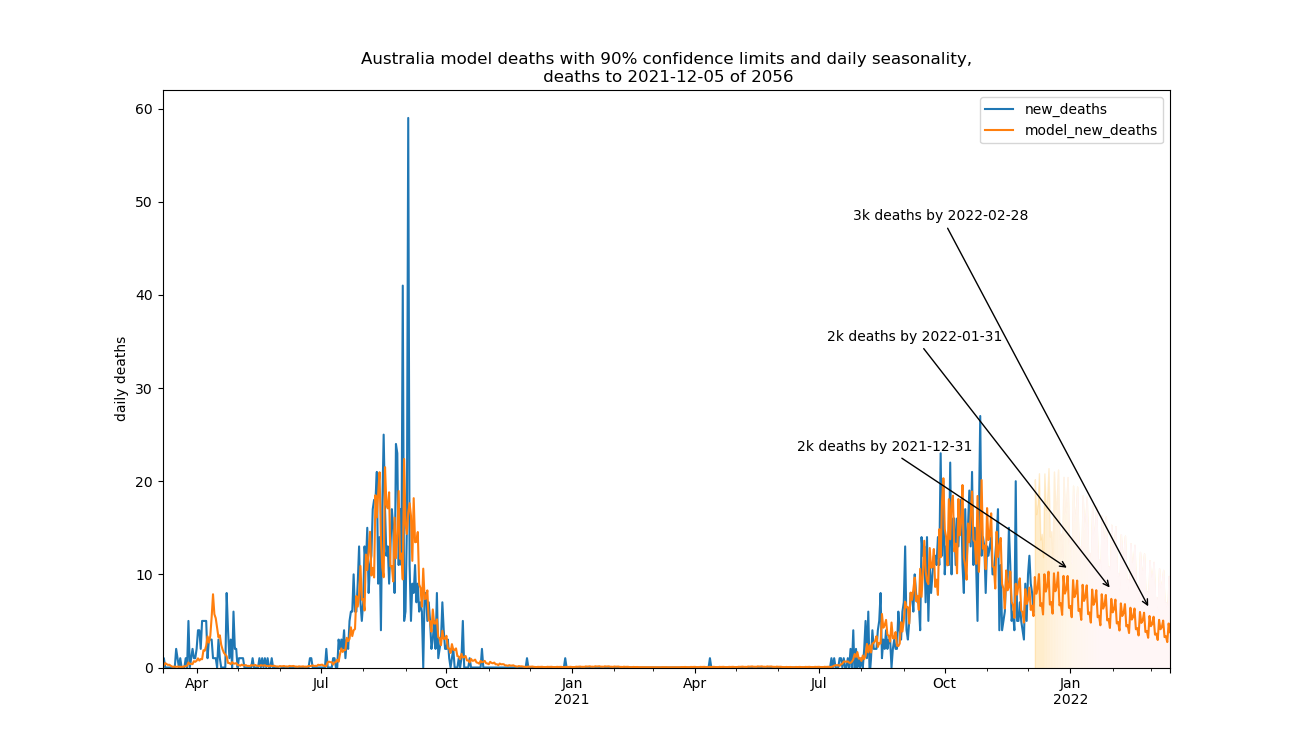 Australia model deaths with 90% confidence limits and daily seasonality,
deaths to 2021-12-05 of 2056
new_deaths
model_new_deaths
daily deaths
60
50
40
30
20
10
0
3k deaths by 2022-02-28
2k deaths by 2022-01-31
2k deaths by 2021-12-31
Apr
Jul
Oct
Jan
2021
Apr
Jul
Oct
Jan
2022